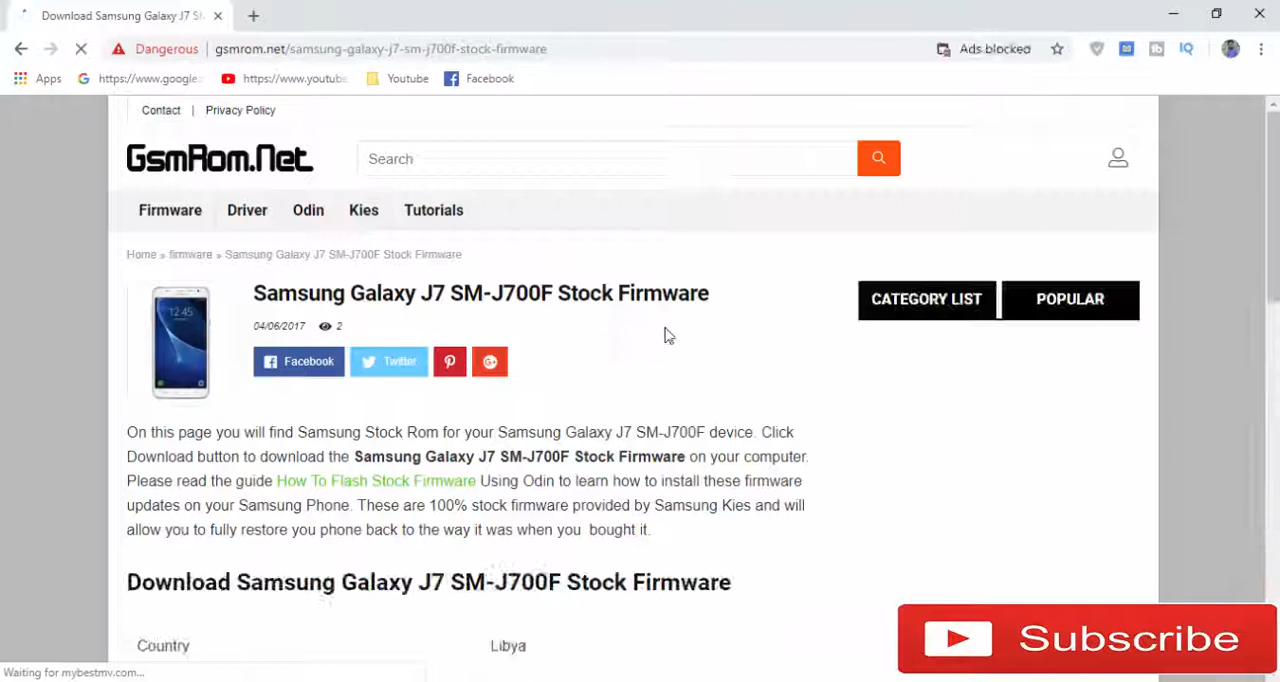 Download Samsung Galaxy J7 S
Dangerous gsmrom.net/samsung-galaxy-j7-sm-j700f-stock-firmware Ads blocked
Apps https://www.google. https://www.youtube Youtube Facebook
Contact | Privacy Policy
GsmRom.Net Search
Firmware Driver Odin Kies Tutorials
Home » firmware » Samsung Galaxy J7 SM-J700F Stock Firmware
Samsung Galaxy J7 SM-J700F Stock Firmware
CATEGORY LIST POPULAR
04/06/2017 2
12:45
Facebook Twitter
On this page you will find Samsung Stock Rom for your Samsung Galaxy J7 SM-J700F device. Click
Download button to download the Samsung Galaxy J7 SM-J700F Stock Firmware on your computer.
Please read the guide How To Flash Stock Firmware Using Odin to learn how to install these firmware
updates on your Samsung Phone. These are 100% stock firmware provided by Samsung Kies and will
allow you to fully restore you phone back to the way it was when you bought it.
Download Samsung Galaxy J7 SM-J700F Stock Firmware
Country Libya
Subscribe
Waiting for mybestmv.com...